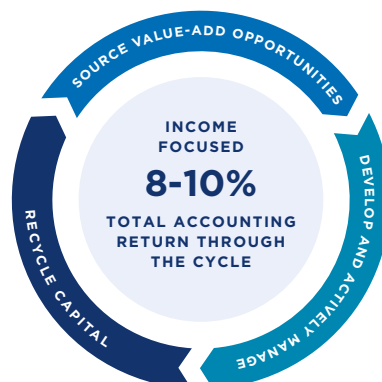 SOURCE VALUE-ADD OPPORTUNITIES
INCOME
FOCUSED
8-10%
TOTAL ACCOUNTING
RETURN THROUGH
THE CYCLE
DEVELOP AND ACTIVELY MANAGE
RECYCLE CAPITAL